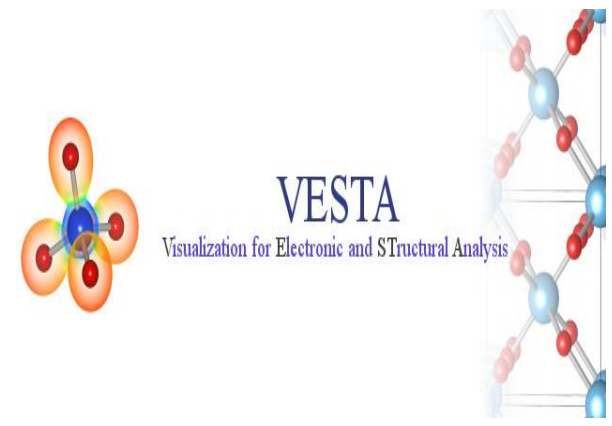 VESTA
Visualization for Electronic and STructural Analysis